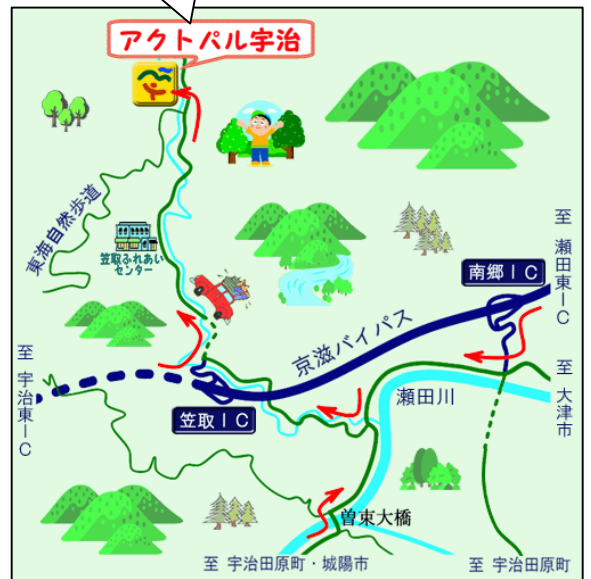 アクトパル宇治
東海自然歩道
笠取ふれあい
センター
至 瀬田東IC
南郷IC
京滋バイパス
至 宇治東IC
至 大津市
瀬田川
笠取IC
曽束大橋
至 宇治田原町・城陽市
至 宇治田原町